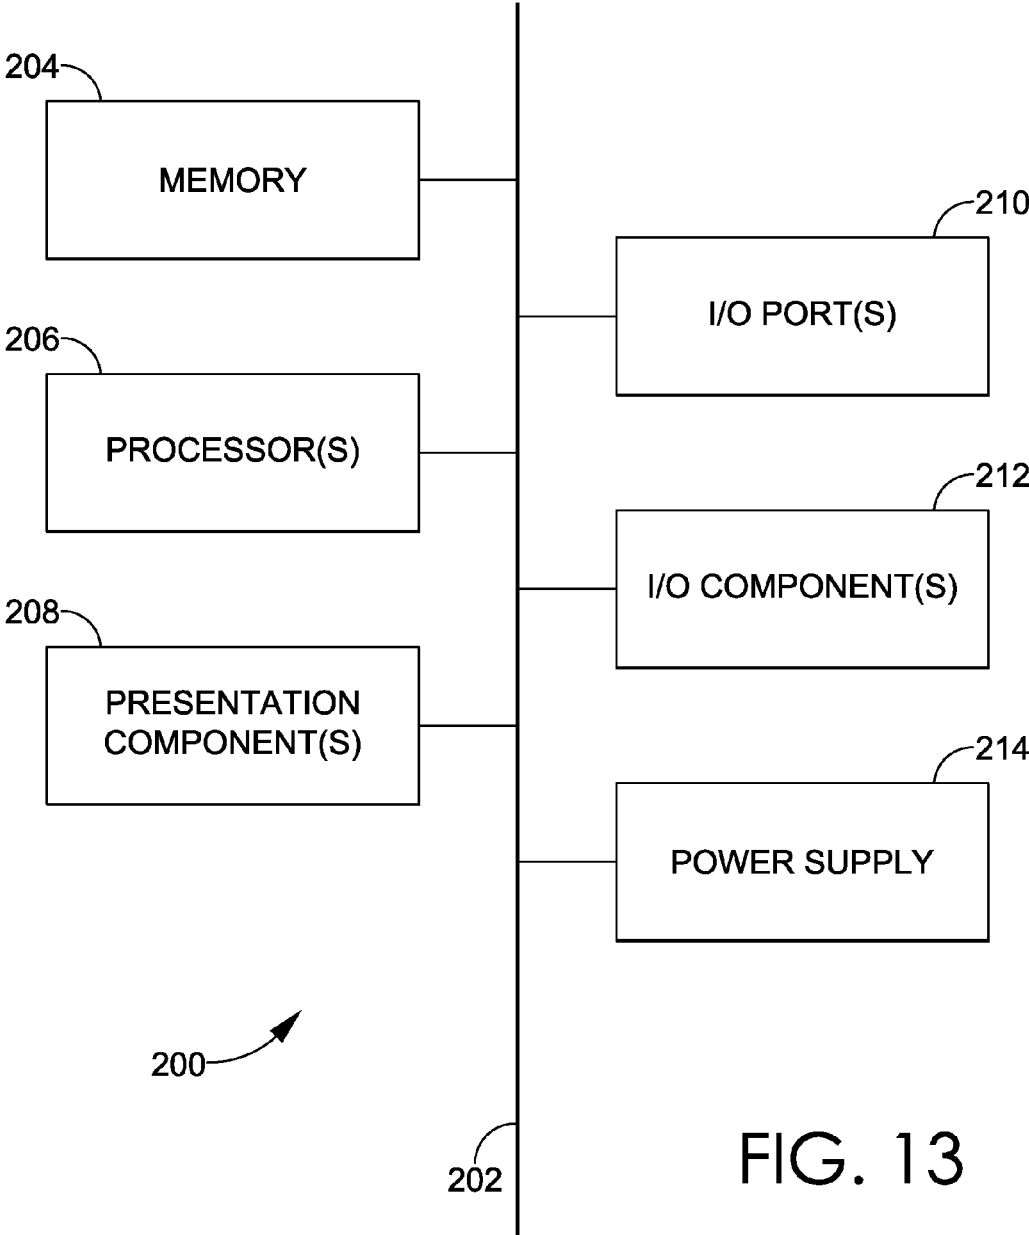 204
MEMORY
210
I/O PORT(S)
206
PROCESSOR(S)
212
I/O COMPONENT(S)
208
PRESENTATION
COMPONENT(S)
214
POWER SUPPLY
200
202
FIG. 13